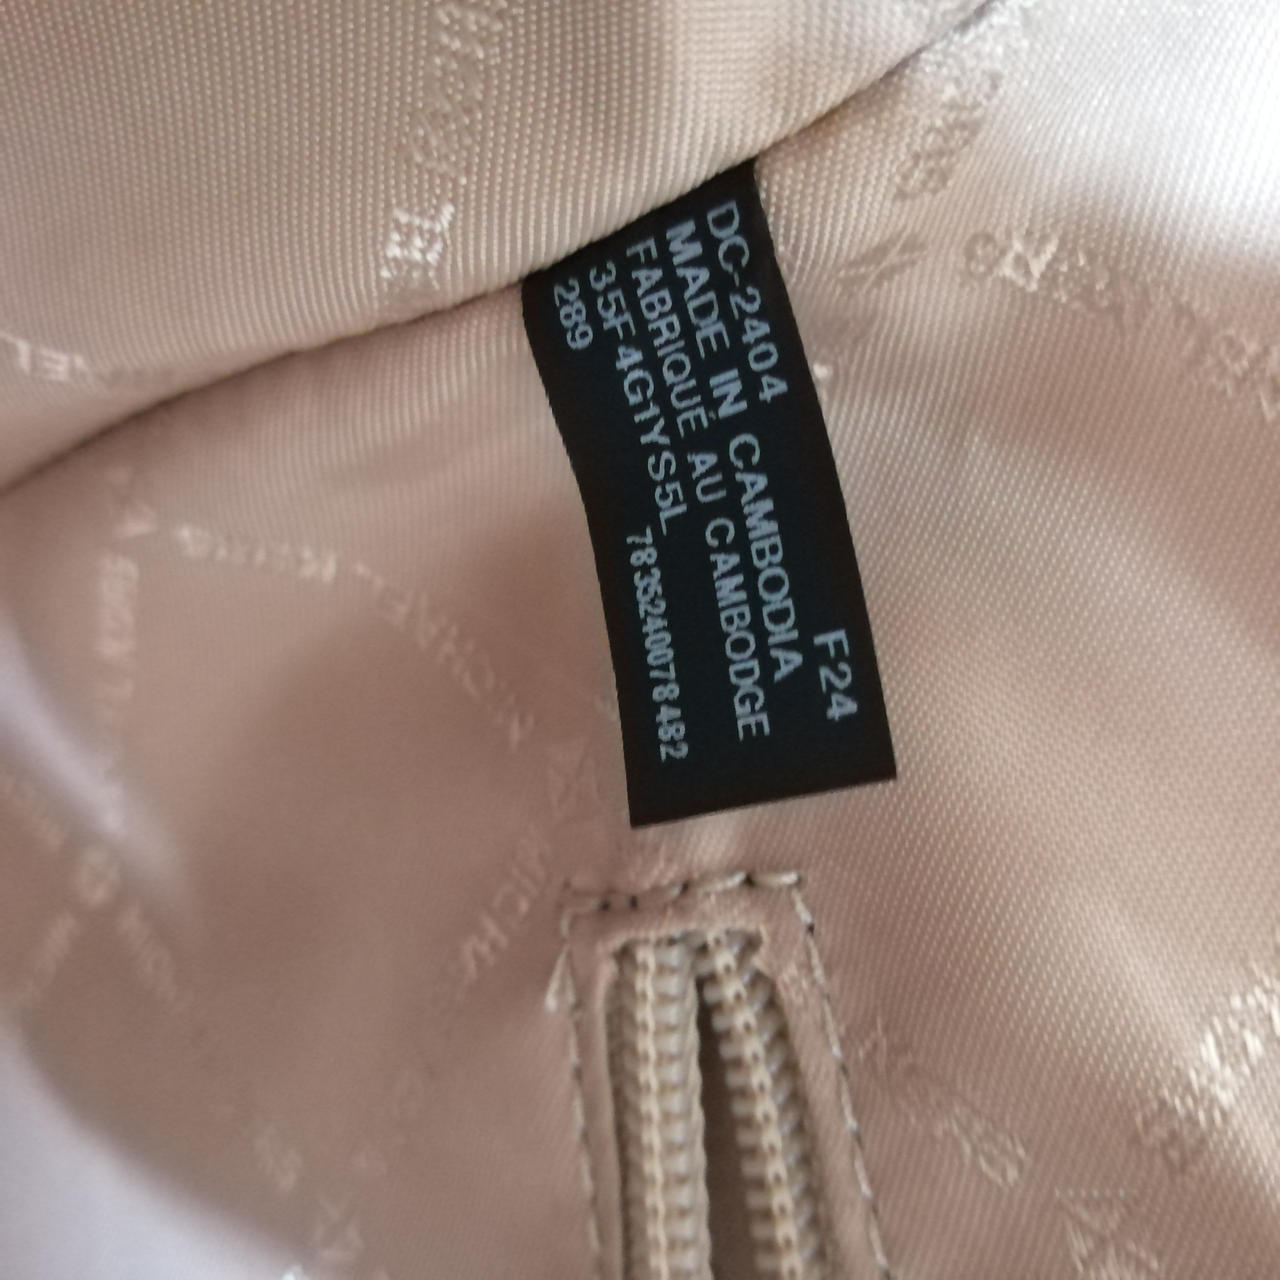 DC-2404
F24
MADE IN CAMBODIA
FABRIQUÉ AU CAMBODGE
35F4G1YS5L
7835240078482
289